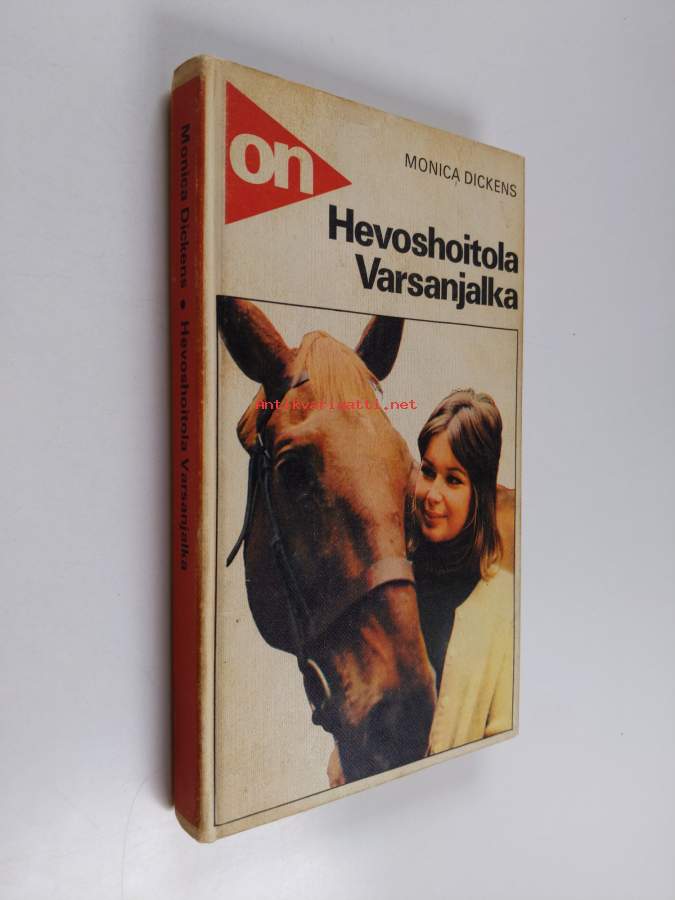 on
MONICA DICKENS
Hevoshoitola
Varsanjalka
Monica Dickens • Hevoshoitola Varsanjalka
Antikvariaatti.net